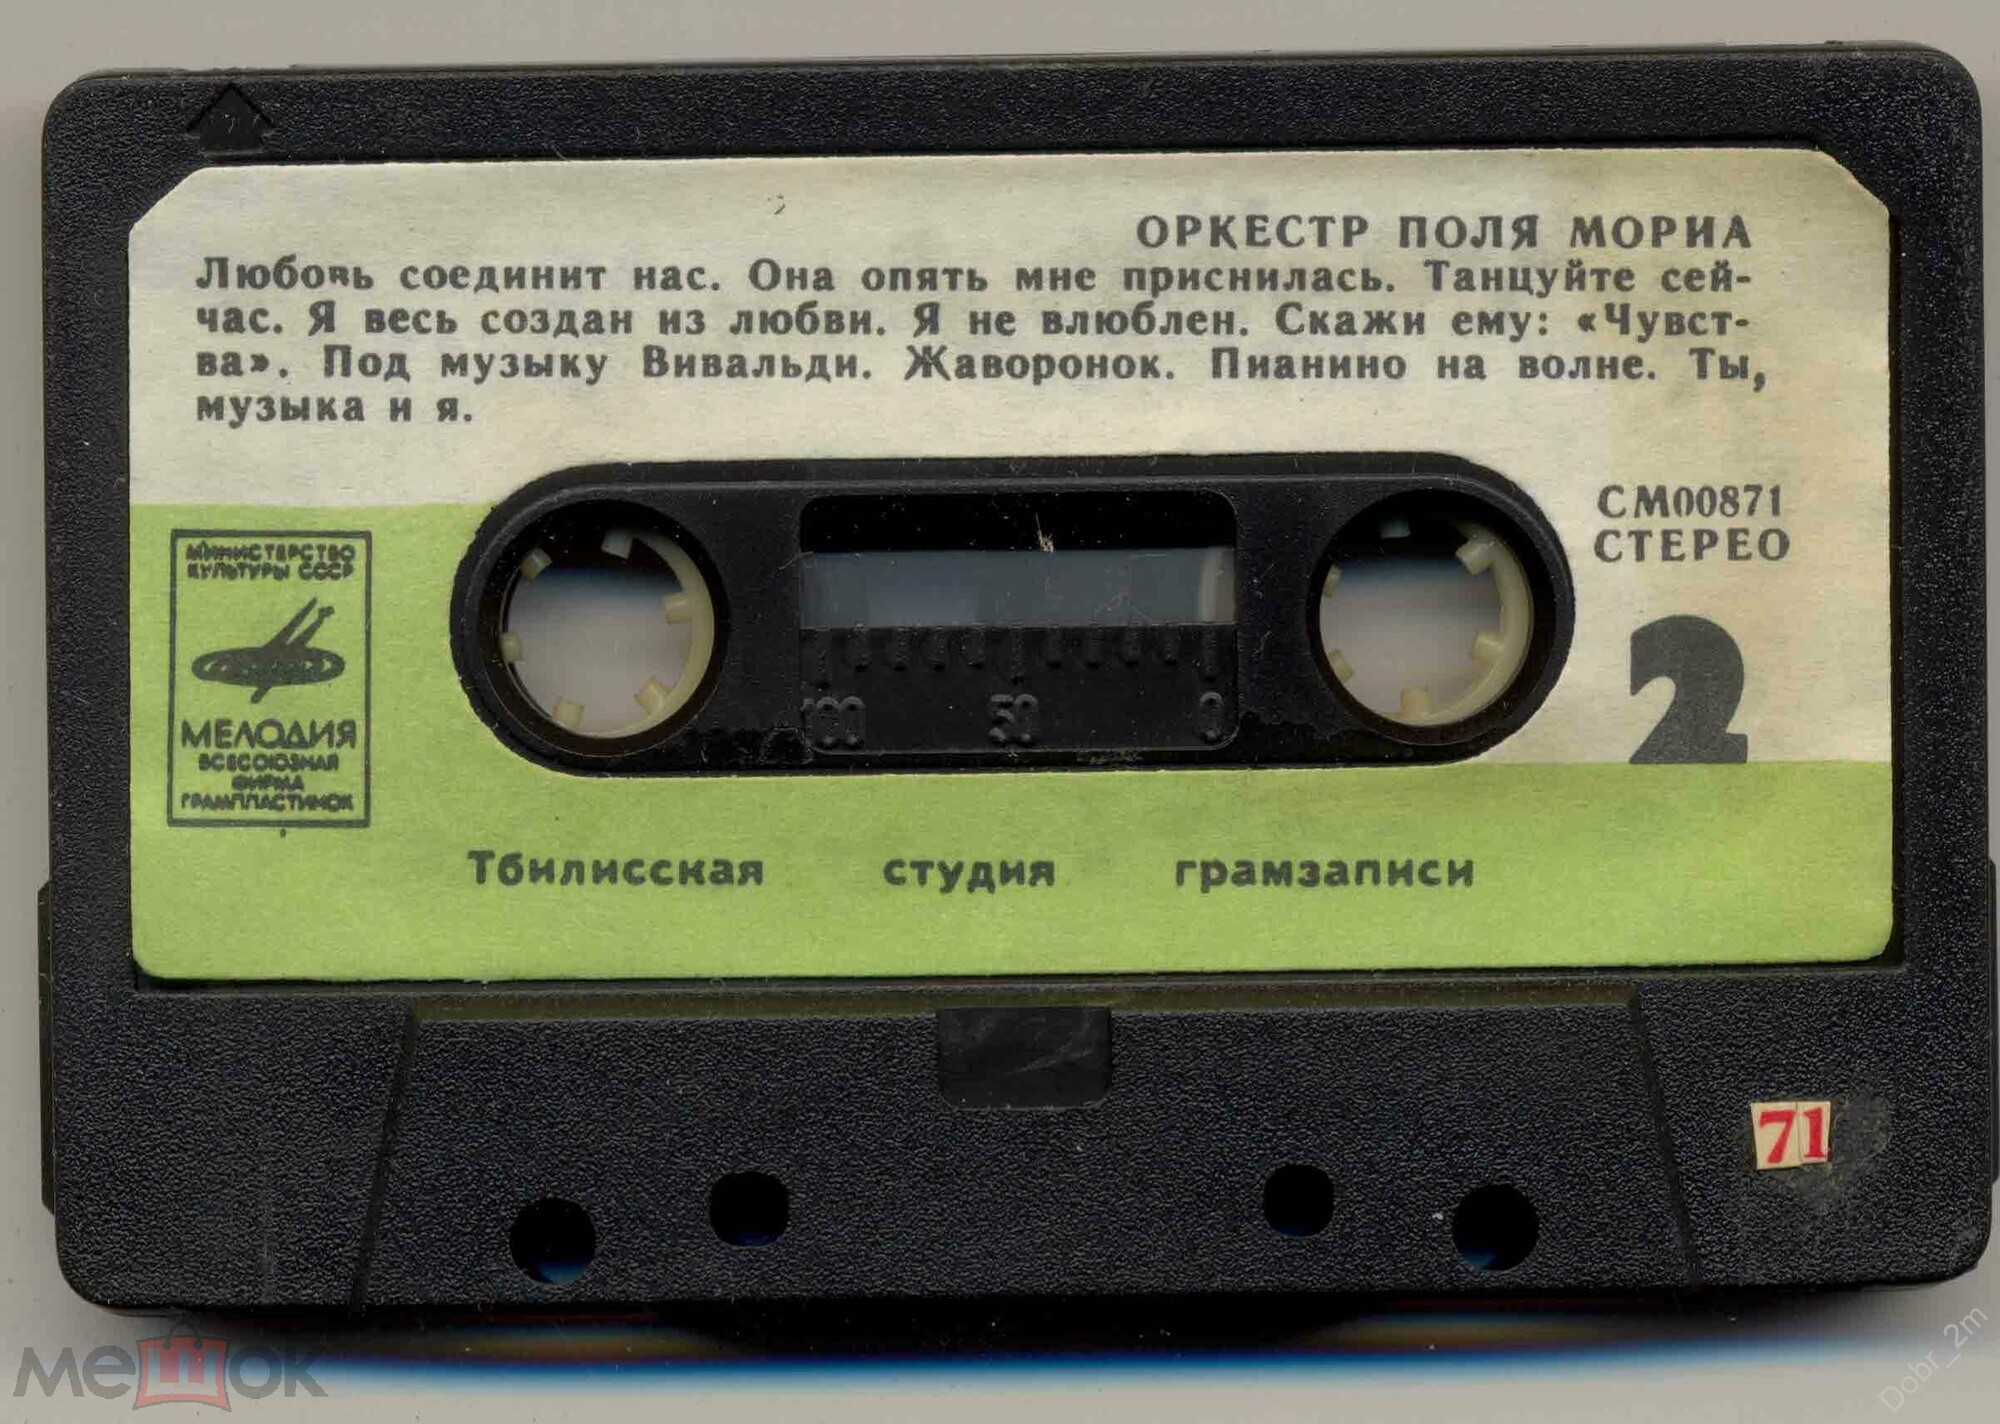 ОРКЕСТР ПОЛЯ МОРИА
Любовь соединит нас. Она опять мне приснилась. Танцуйте сей-
час. Я весь создан из любви. Я не влюблен. Скажи ему: «Чувст-
ва». Под музыку Вивальди. Жаворонок. Пианино на волне. Ты,
музыка и я.
СМ00871
СТЕРЕО
2
МИНИСТЕРСТВО
КУЛЬТУРЫ СССР
МЕЛОДИЯ
ВСЕСОЮЗНАЯ
ФИРМА
ГРАМПЛАСТИНОК
100 50 0
Тбилисская студия грамзаписи
71
мешок
Dobr_2m